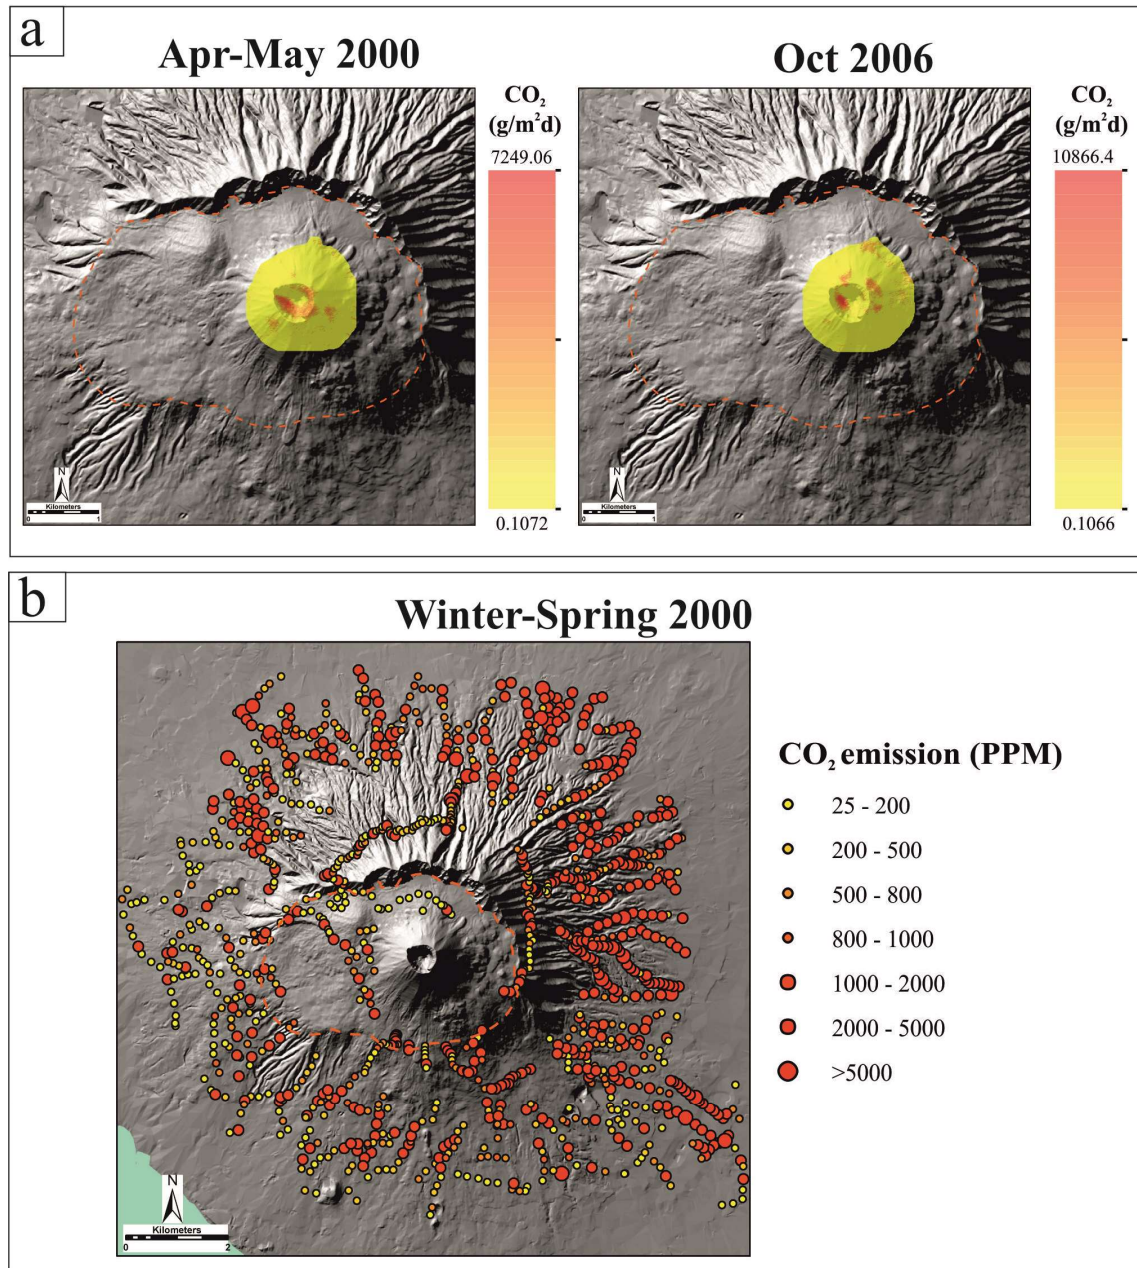 a
Apr-May 2000
Oct 2006
CO2
(g/m²d)
7249.06
0.1072
N
Kilometers
0 1
CO2
(g/m²d)
10866.4
0.1066
N
Kilometers
0 1
b
Winter-Spring 2000
CO2 emission (PPM)
25 - 200
200 - 500
500 - 800
800 - 1000
1000 - 2000
2000 - 5000
>5000
N
Kilometers
0 2